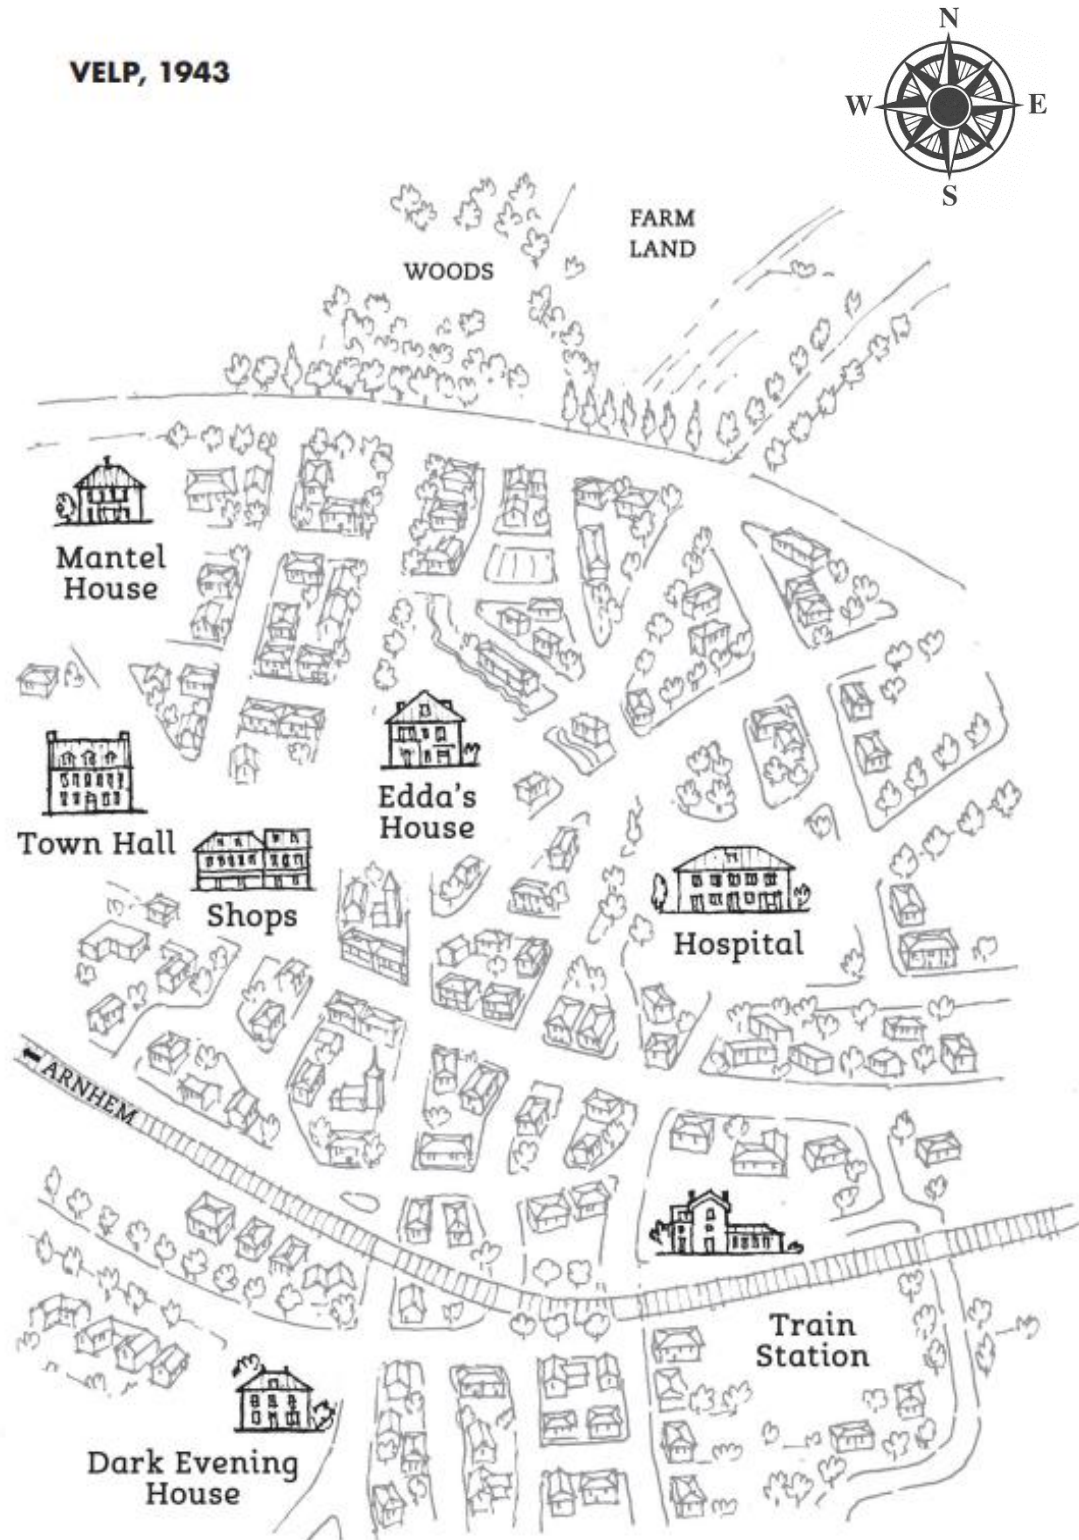 VELP, 1943
N
W
E
S
FARM
LAND
WOODS
Mantel
House
Town Hall
Edda's
House
Shops
Hospital
ARNHEM
Train
Station
Dark Evening
House